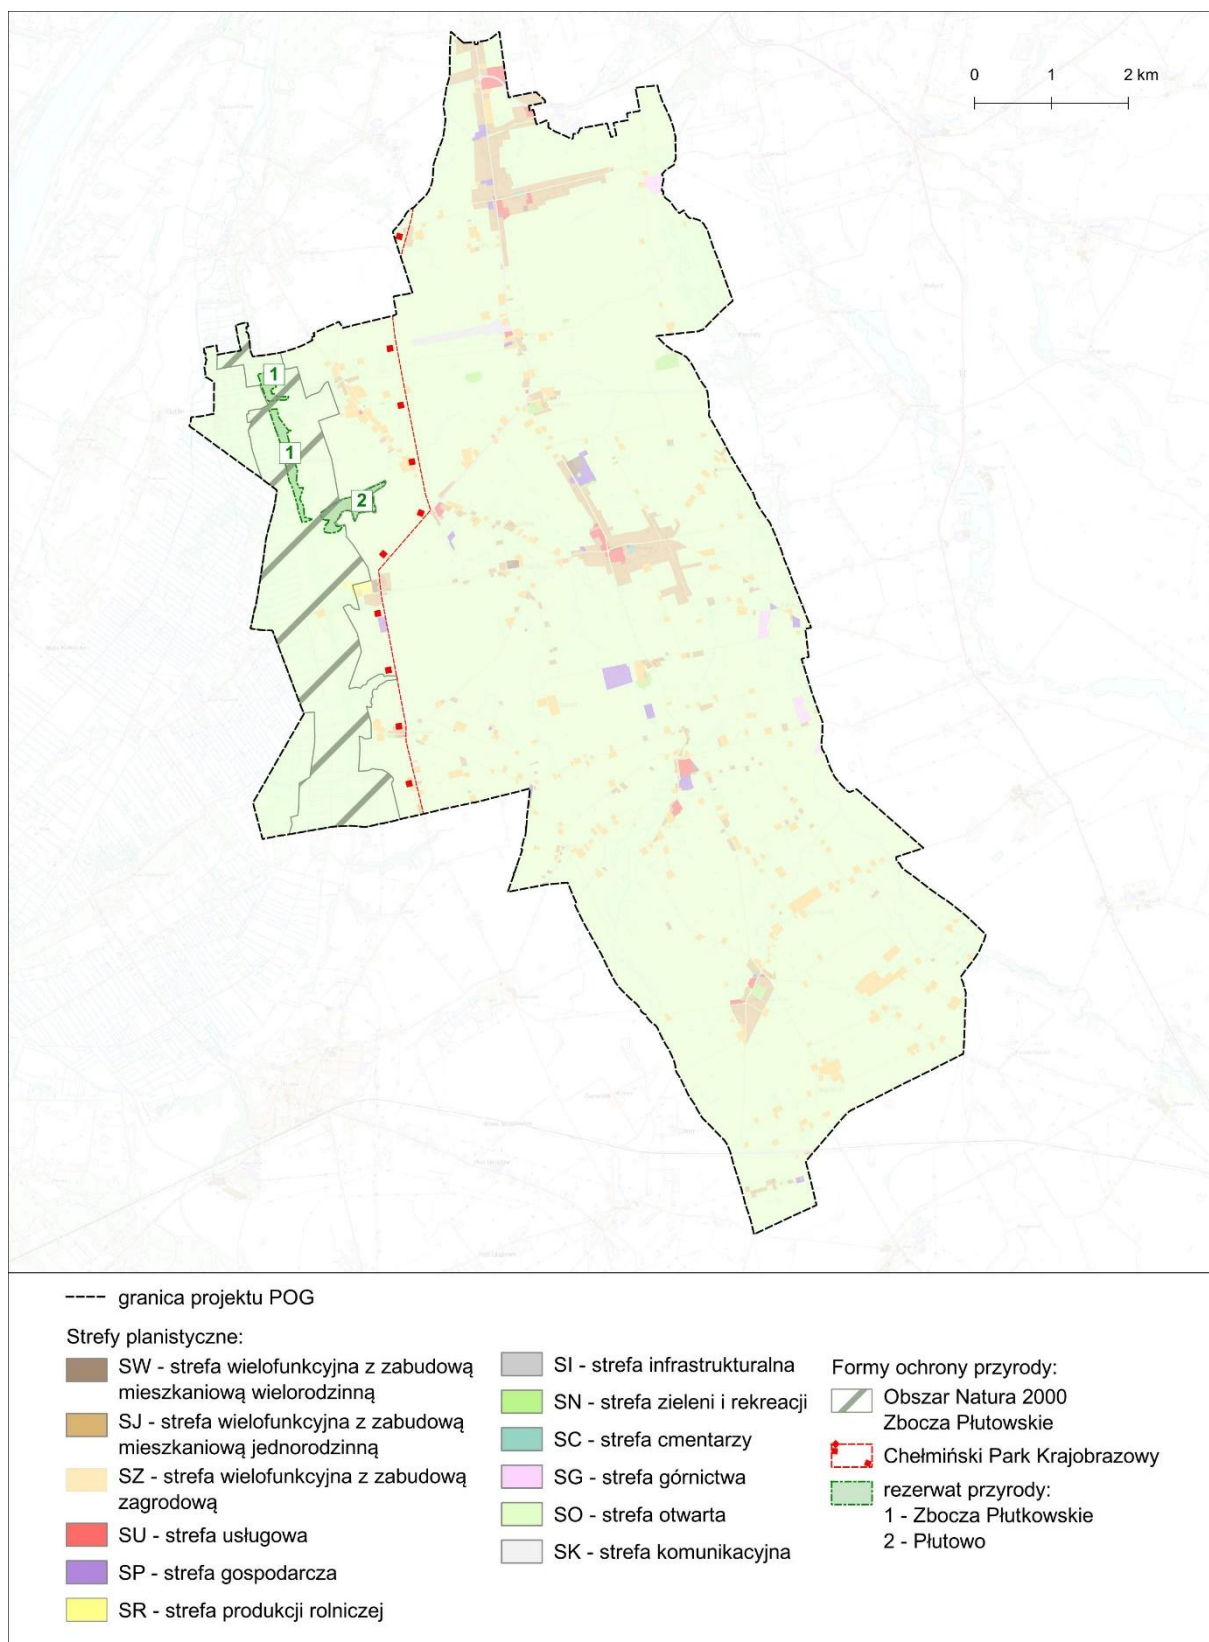 0 1 2 km
1
1
2
granica projektu POG
Strefy planistyczne:
SW - strefa wielofunkcyjna z zabudową
mieszkaniową wielorodzinną
SJ - strefa wielofunkcyjna z zabudową
mieszkaniową jednorodzinną
SZ - strefa wielofunkcyjna z zabudową
zagrodową
SU - strefa usługowa
SP - strefa gospodarcza
SR - strefa produkcji rolniczej
SI - strefa infrastrukturalna
SN - strefa zieleni i rekreacji
SC - strefa cmentarzy
SG - strefa górnictwa
SO - strefa otwarta
SK - strefa komunikacyjna
Formy ochrony przyrody:
Obszar Natura 2000
Zbocza Płutowskie
Chełmiński Park Krajobrazowy
rezerwat przyrody:
1 - Zbocza Płutkowskie
2 - Płutowo